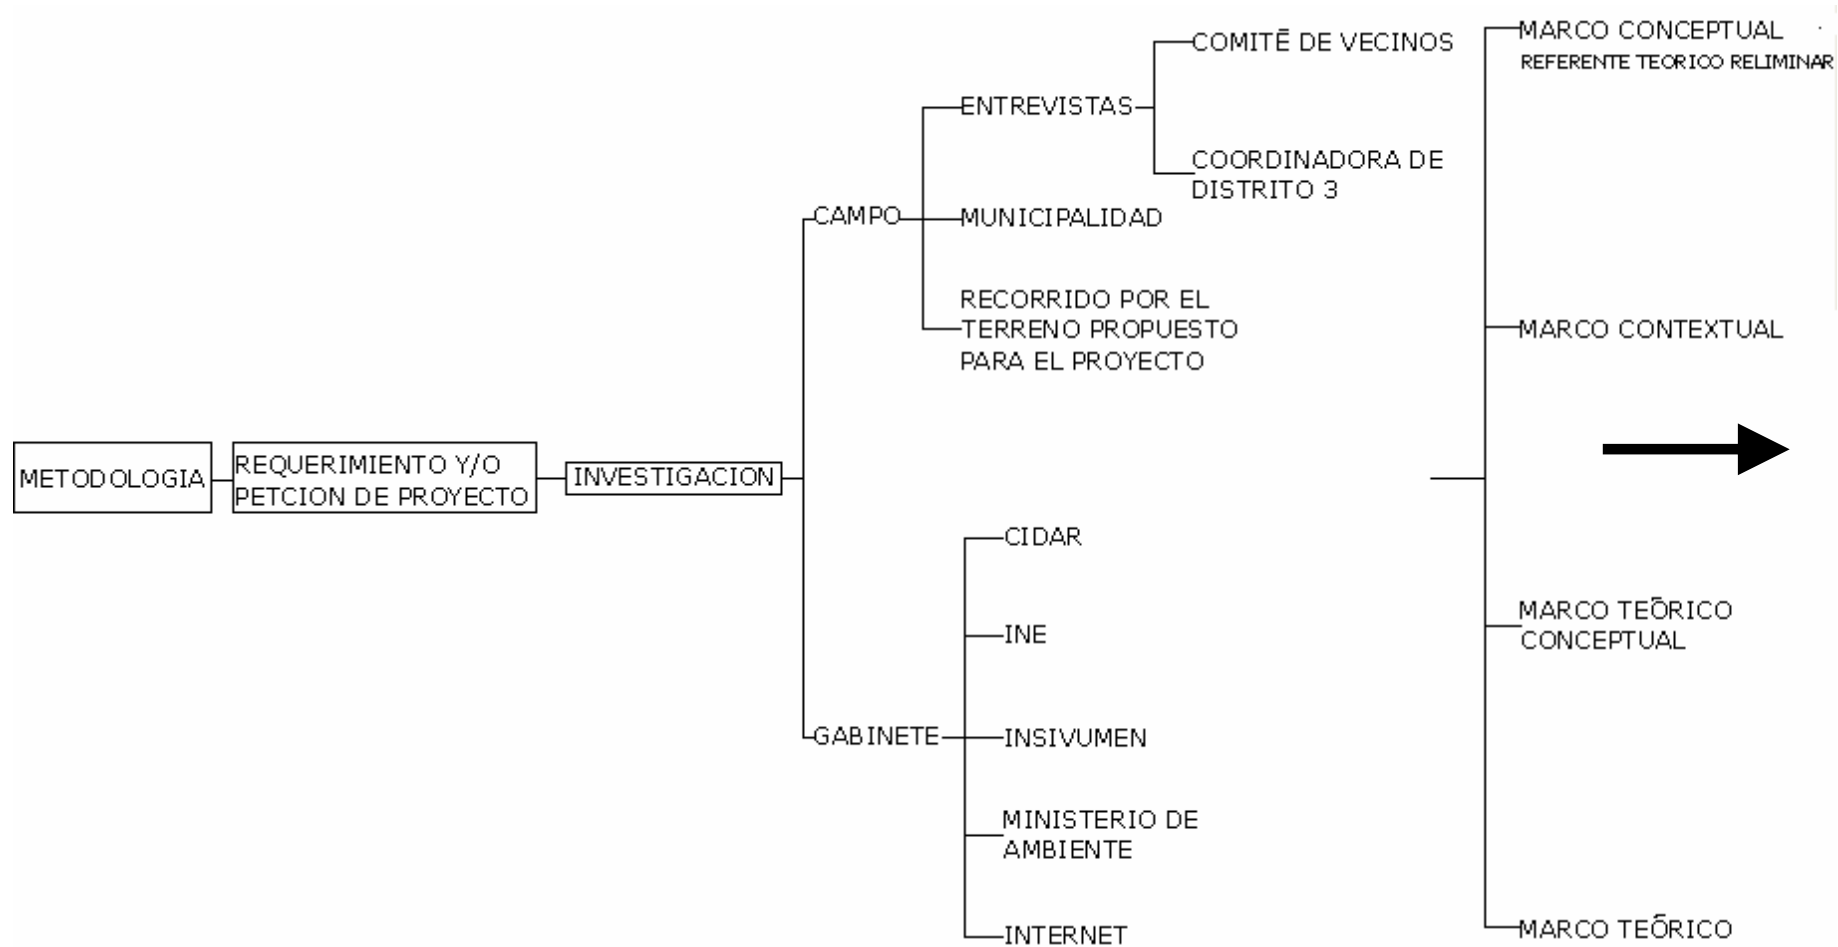 METODOLOGIA
REQUERIMIENTO Y/O
PETCION DE PROYECTO
INVESTIGACION
CAMPO
ENTREVISTAS
COMITÉ DE VECINOS
COORDINADORA DE
DISTRITO 3
MUNICIPALIDAD
RECORRIDO POR EL
TERRENO PROPUESTO
PARA EL PROYECTO
GABINETE
CIDAR
INE
INSIVUMEN
MINISTERIO DE
AMBIENTE
INTERNET
MARCO CONCEPTUAL
REFERENTE TEORICO RELIMINAR
MARCO CONTEXTUAL
MARCO TEÓRICO
CONCEPTUAL
MARCO TEÓRICO